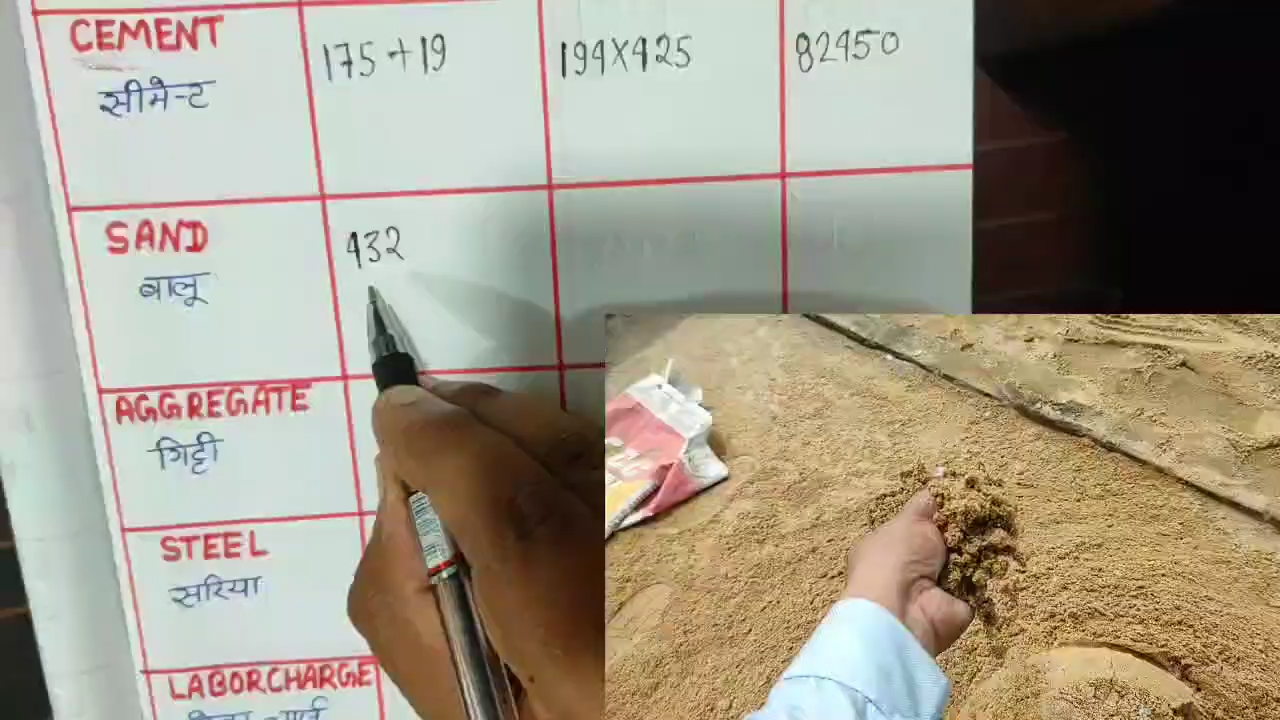 CEMENT 175+19 194X425 82450
सीमेन्ट
SAND 432
बालू
AGGREGATE
गिट्टी
STEEL
सरिया
LABORCHARGE